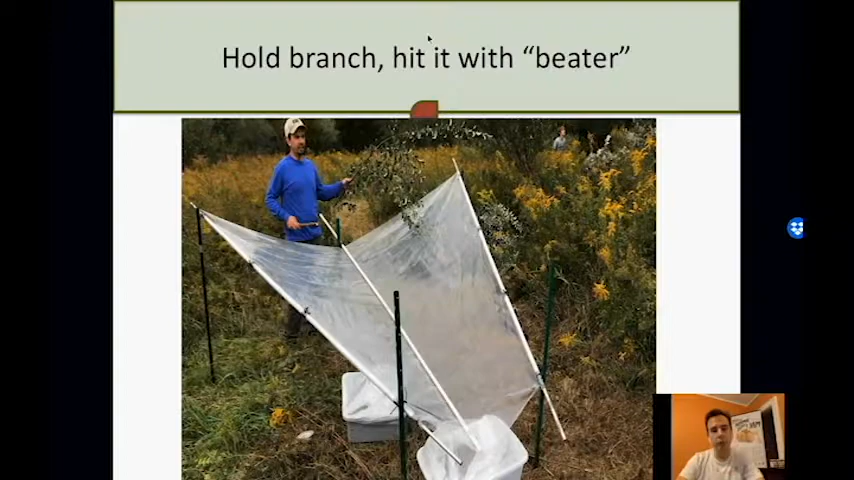 Hold branch, hit it with “beater”